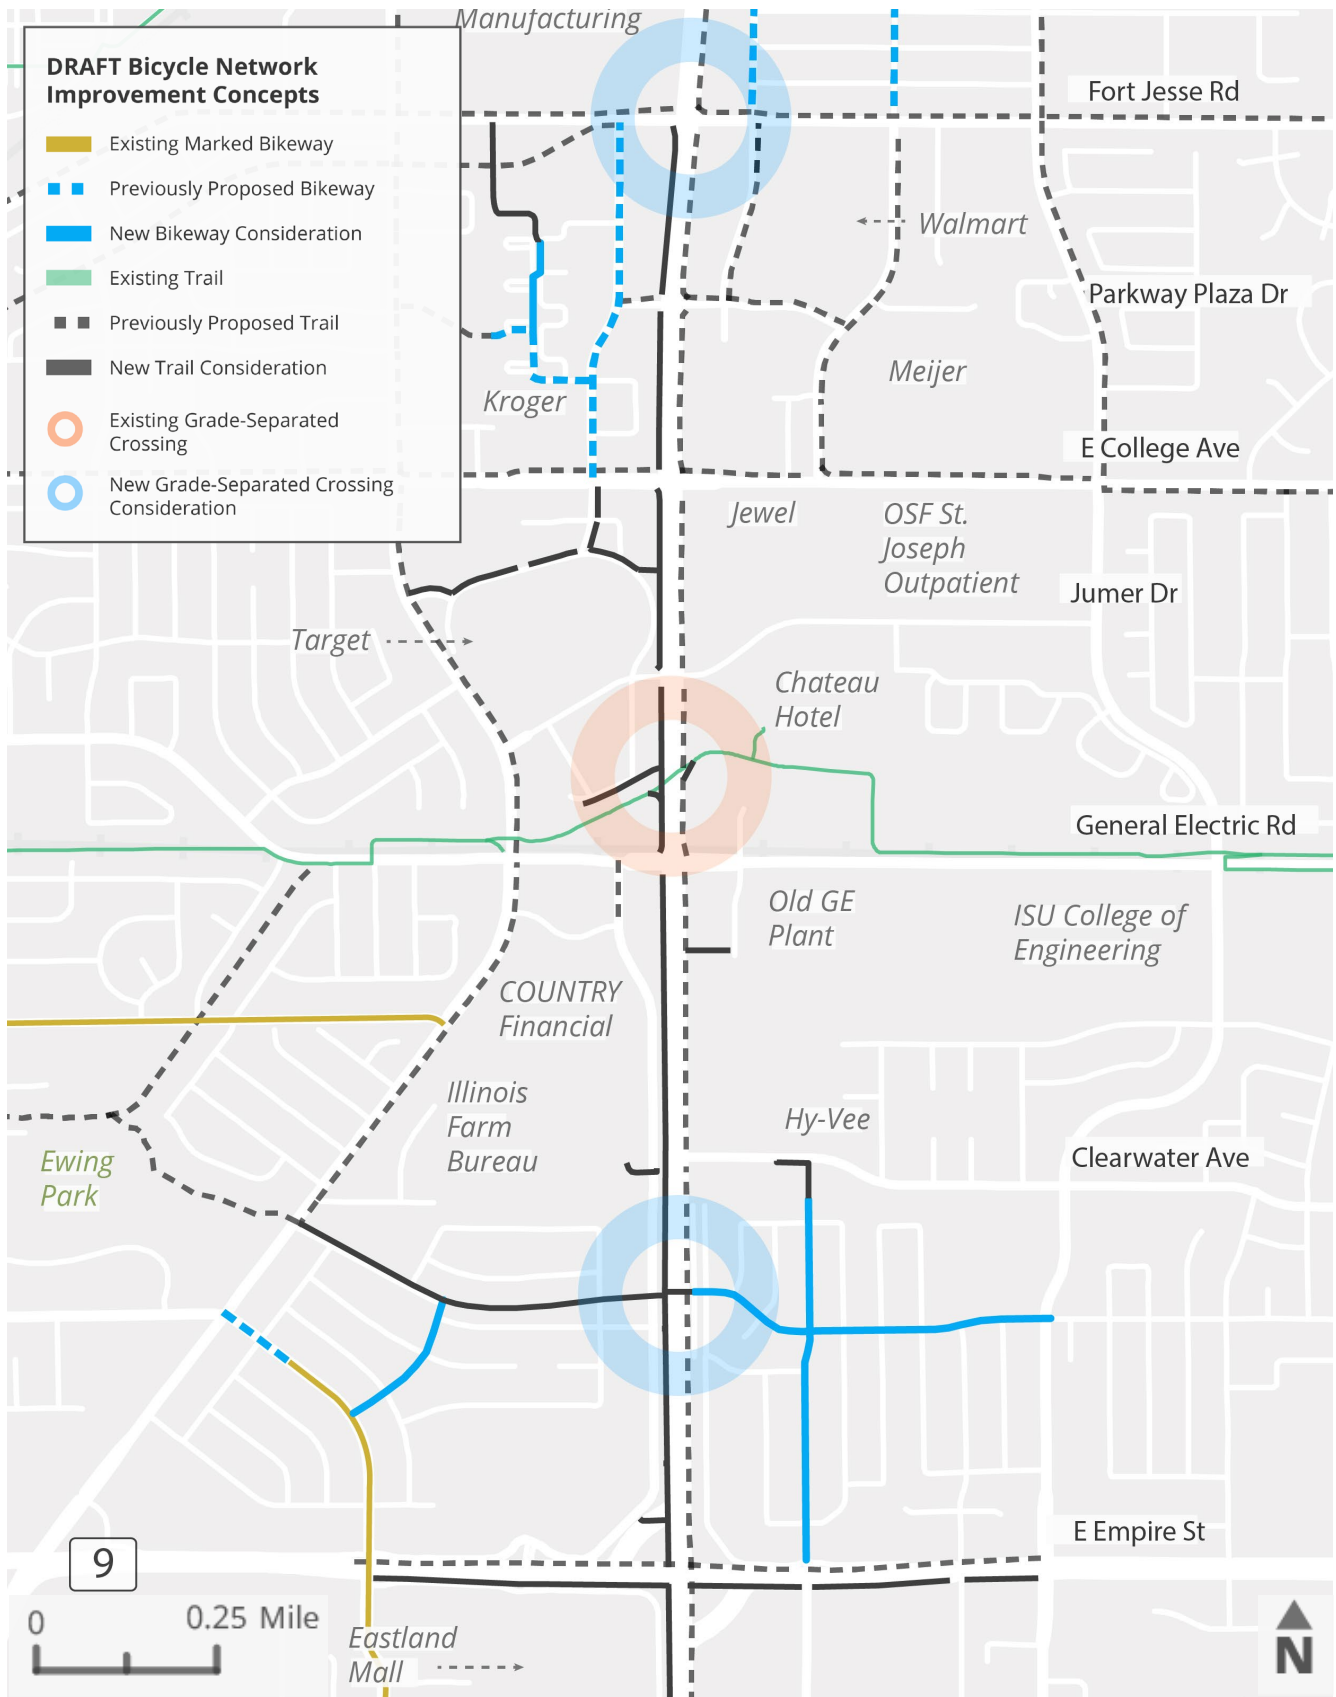 Manufacturing
DRAFT Bicycle Network
Improvement Concepts
Existing Marked Bikeway
Previously Proposed Bikeway
New Bikeway Consideration
Existing Trail
Previously Proposed Trail
New Trail Consideration
Existing Grade-Separated
Crossing
New Grade-Separated Crossing
Consideration
Fort Jesse Rd
Walmart
Parkway Plaza Dr
Meijer
Kroger
E College Ave
Jewel
OSF St.
Joseph
Outpatient
Jumer Dr
Target
Chateau
Hotel
General Electric Rd
Old GE
Plant
ISU College of
Engineering
COUNTRY
Financial
Illinois
Farm
Bureau
Hy-Vee
Ewing
Park
Clearwater Ave
E Empire St
9
0 0.25 Mile
Eastland
Mall
N